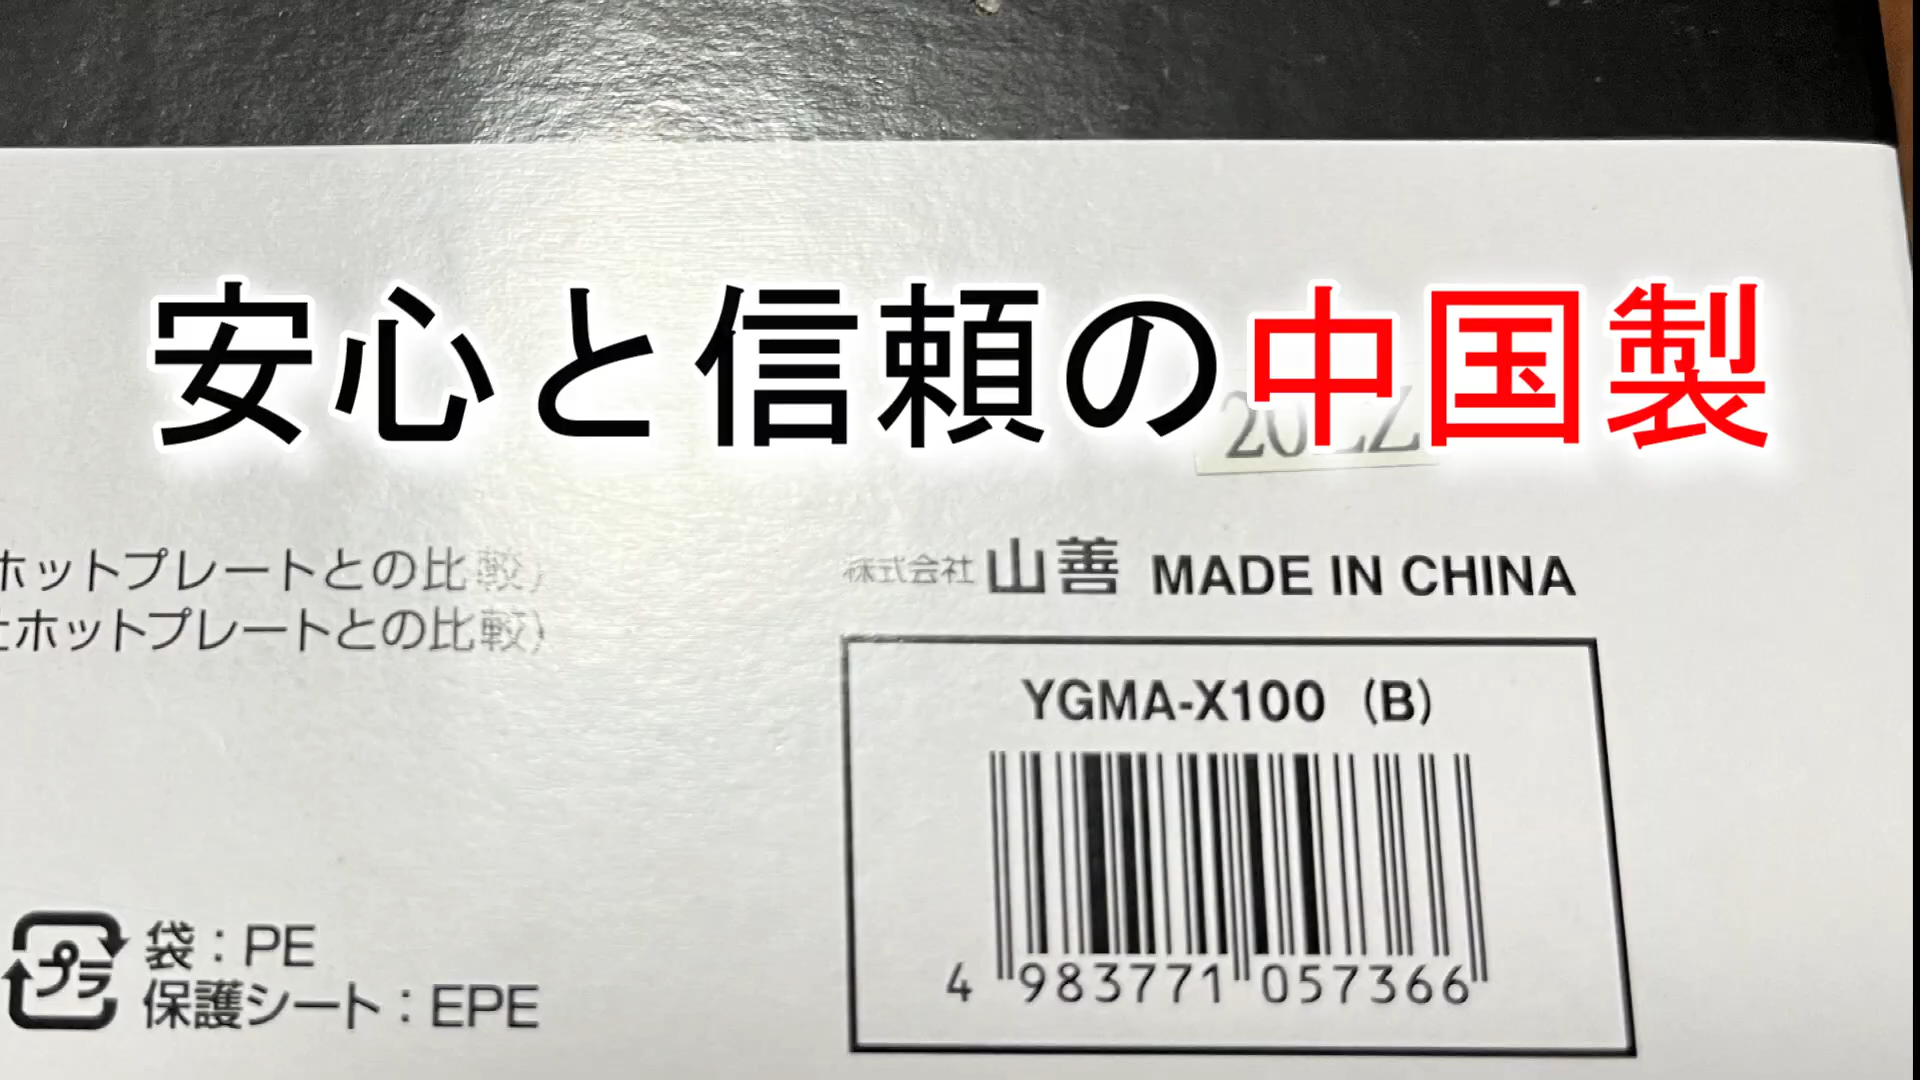 安心と信頼の中国製
ホットプレートとの比較)
ホットプレートとの比較)
株式会社 山善 MADE IN CHINA
YGMA-X100 (B)
4 983771 057366
プラ
袋：PE
保護シート：EPE